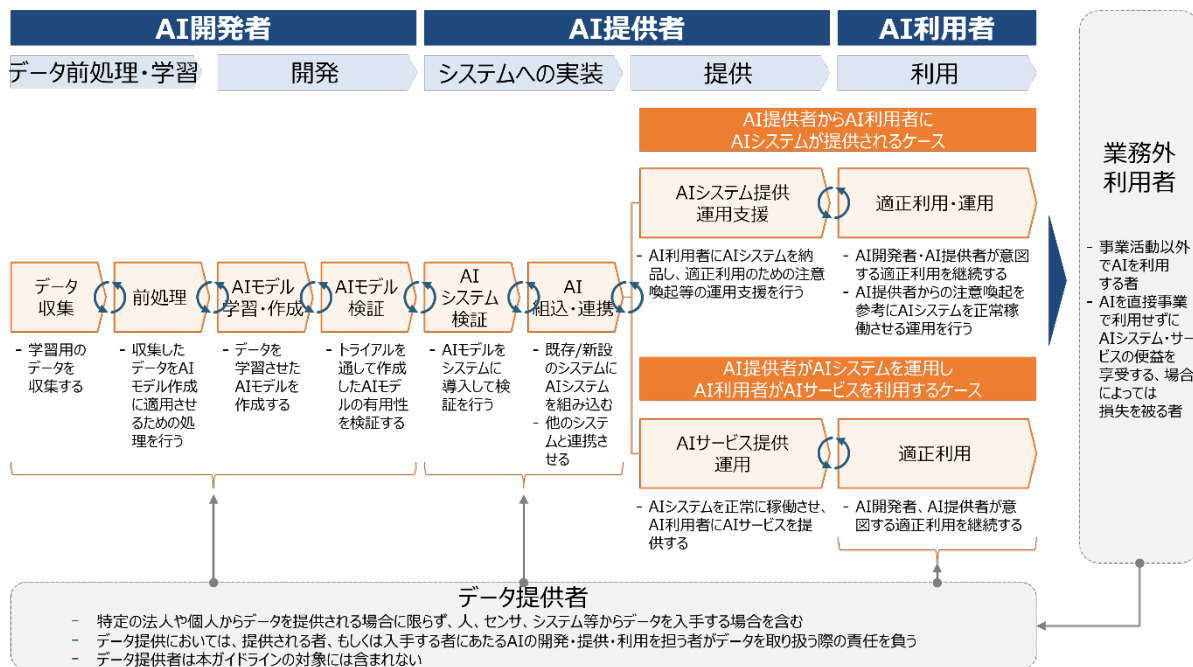 AI開発者
AI提供者
AI利用者
データ前処理・学習
開発
システムへの実装
提供
利用
AI提供者からAI利用者に
AIシステムが提供されるケース
AIシステム提供
運用支援
適正利用・運用
- AI利用者にAIシステムを納
品し、適正利用のための注意
喚起等の運用支援を行う
- AI開発者・AI提供者が意図
する適正利用を継続する
- AI提供者からの注意喚起を
参考にAIシステムを正常稼
働させる運用を行う
データ
収集
前処理
AIモデル
学習・作成
AIモデル
検証
AI
システム
検証
AI
組込・連携
- 学習用の
データを
収集する
- 収集した
データをAI
モデル作成
に適用させ
るための処
理を行う
- データを
学習させた
AIモデルを
作成する
- トライアルを
通して作成
したAIモデ
ルの有用性
を検証する
- AIモデルを
システムに
導入して検
証を行う
- 既存/新設
のシステムに
AIシステム
を組み込む
- 他のシステ
ムと連携さ
せる
AI提供者がAIシステムを運用し
AI利用者がAIサービスを利用するケース
AIサービス提供
運用
適正利用
- AIシステムを正常に稼働させ、
AI利用者にAIサービスを提
供する
- AI開発者、AI提供者が意
図する適正利用を継続する
業務外
利用者
- 事業活動以外
でAIを利用
する者
- AIを直接事業
で利用せずに
AIシステム・サー
ビスの便益を
享受する、場合
によっては
損失を被る者
データ提供者
- 特定の法人や個人からデータを提供される場合に限らず、人、センサ、システム等からデータを入手する場合を含む
- データ提供においては、提供される者、もしくは入手する者にあたるAIの開発・提供・利用を担う者がデータを取り扱う際の責任を負う
- データ提供者は本ガイドラインの対象には含まれない